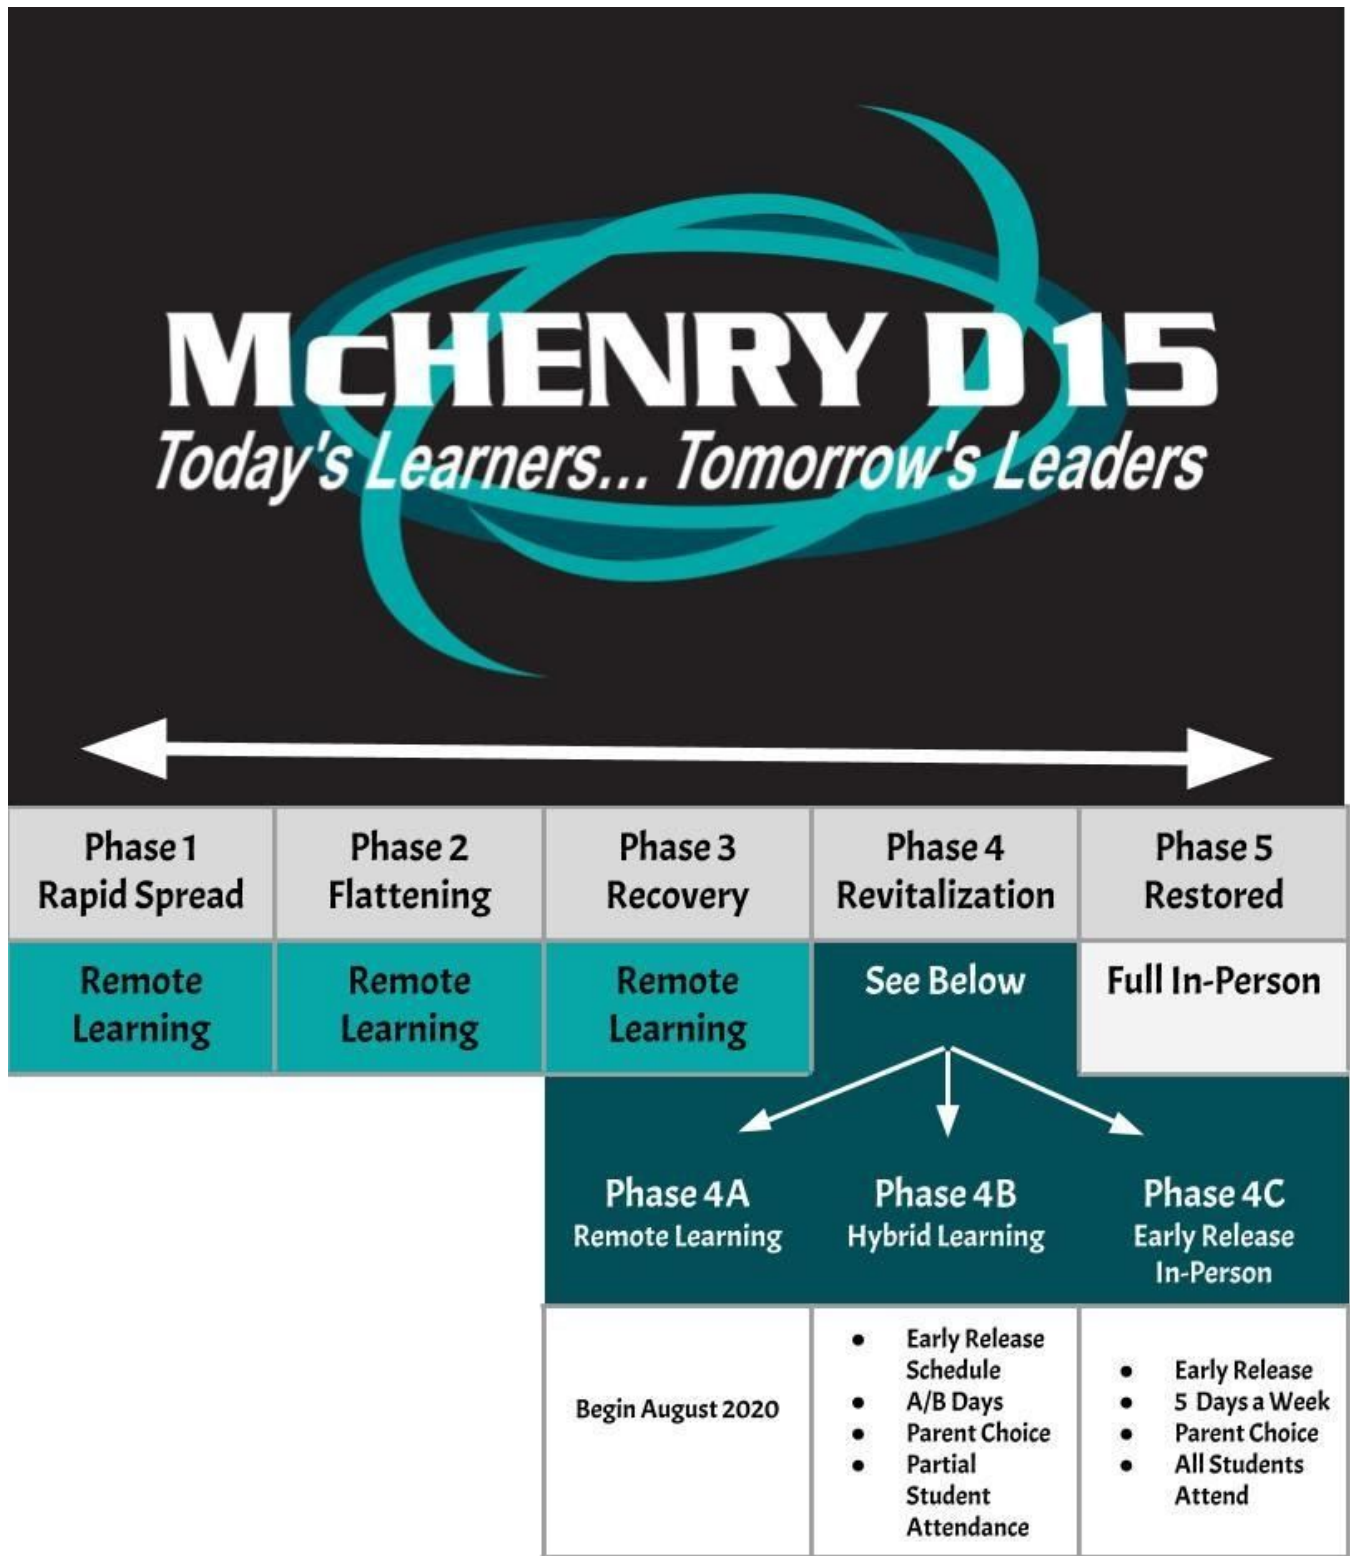 McHENRY D15
Today's Learners... Tomorrow's Leaders
Phase 1
Rapid Spread
Phase 2
Flattening
Phase 3
Recovery
Phase 4
Revitalization
Phase 5
Restored
Remote
Learning
Remote
Learning
Remote
Learning
See Below
Full In-Person
Phase 4A
Remote Learning
Phase 4B
Hybrid Learning
Phase 4C
Early Release
In-Person
Begin August 2020
● Early Release
Schedule
● A/B Days
● Parent Choice
● Partial
Student
Attendance
● Early Release
● 5 Days a Week
● Parent Choice
● All Students
Attend